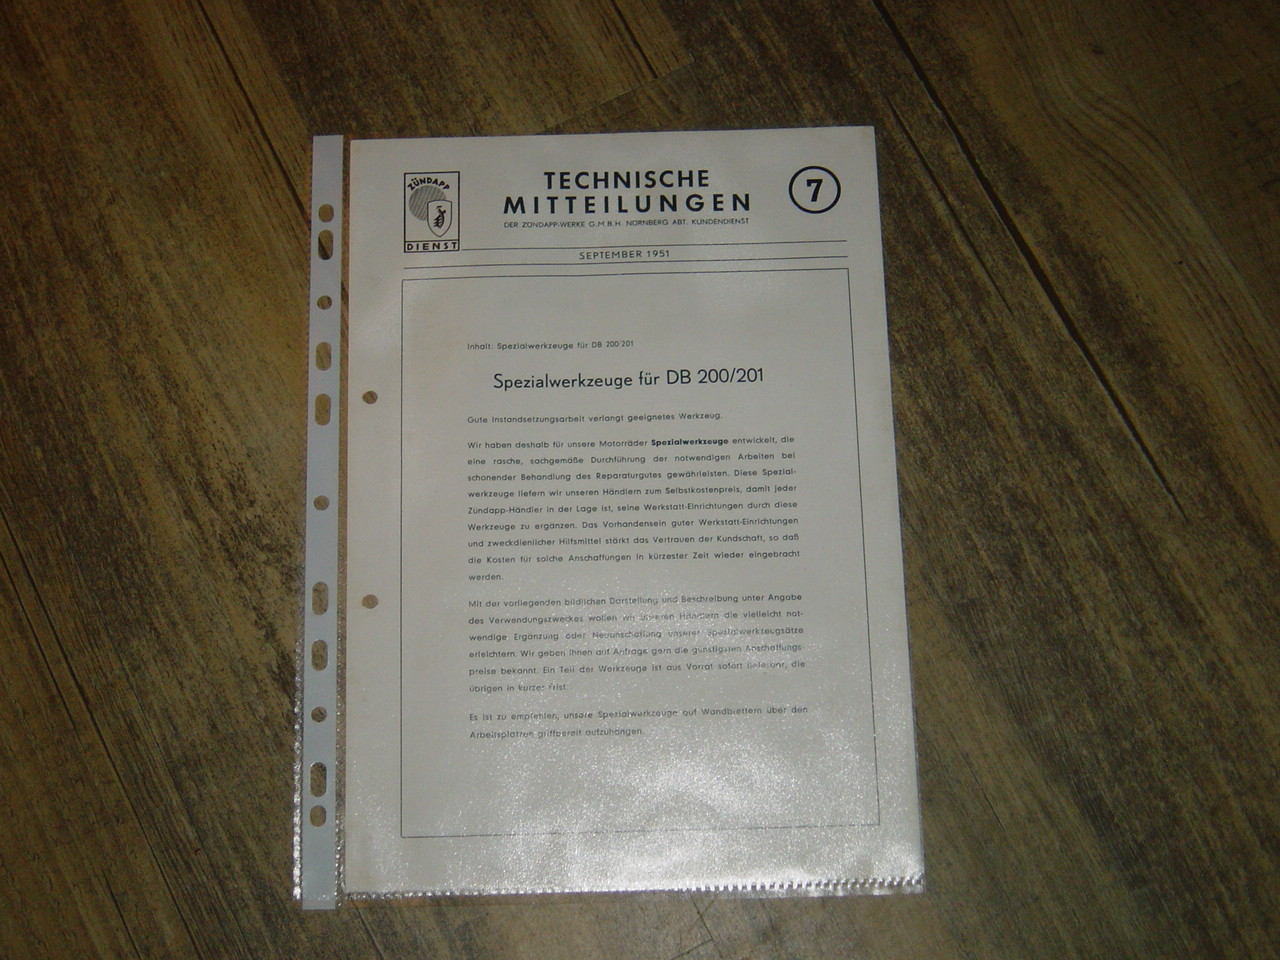 ZÜNDAPP
DIENST
TECHNISCHE
MITTEILUNGEN
DER ZÜNDAPP-WERKE G.M.B.H. NÜRNBERG ABT. KUNDENDIENST
7
SEPTEMBER 1951
Inhalt: Spezialwerkzeuge für DB 200/201
Spezialwerkzeuge für DB 200/201
Gute Instandsetzungsarbeit verlangt geeignetes Werkzeug.
Wir haben deshalb für unsere Motorräder Spezialwerkzeuge entwickelt, die
eine rasche, sachgemäße Durchführung der notwendigen Arbeiten bei
schonender Behandlung des Reparaturgutes gewährleisten. Diese Spezial-
werkzeuge liefern wir unseren Händlern zum Selbstkostenpreis, damit jeder
Zündapp-Händler in der Lage ist, seine Werkstatt-Einrichtungen durch diese
Werkzeuge zu ergänzen. Das Vorhandensein guter Werkstatt-Einrichtungen
und zweckdienlicher Hilfsmittel stärkt das Vertrauen der Kundschaft, so daß
die Kosten für solche Anschaffungen in kürzester Zeit wieder eingebracht
werden.
Mit der vorliegenden bildlichen Darstellung und Beschreibung unter Angabe
des Verwendungszweckes wollen wir unseren Händlern die vielleicht not-
wendige Ergänzung oder Neuanschaffung unserer Spezialwerkzeugsätze
erleichtern. Wir geben Ihnen auf Anfrage gern die günstigsten Anschaffungs-
preise bekannt. Ein Teil der Werkzeuge ist aus Vorrat sofort lieferbar, die
übrigen in kurzer Frist.
Es ist zu empfehlen, unsere Spezialwerkzeuge auf Wandbrettern über den
Arbeitsplatten griffbereit aufzuhängen.